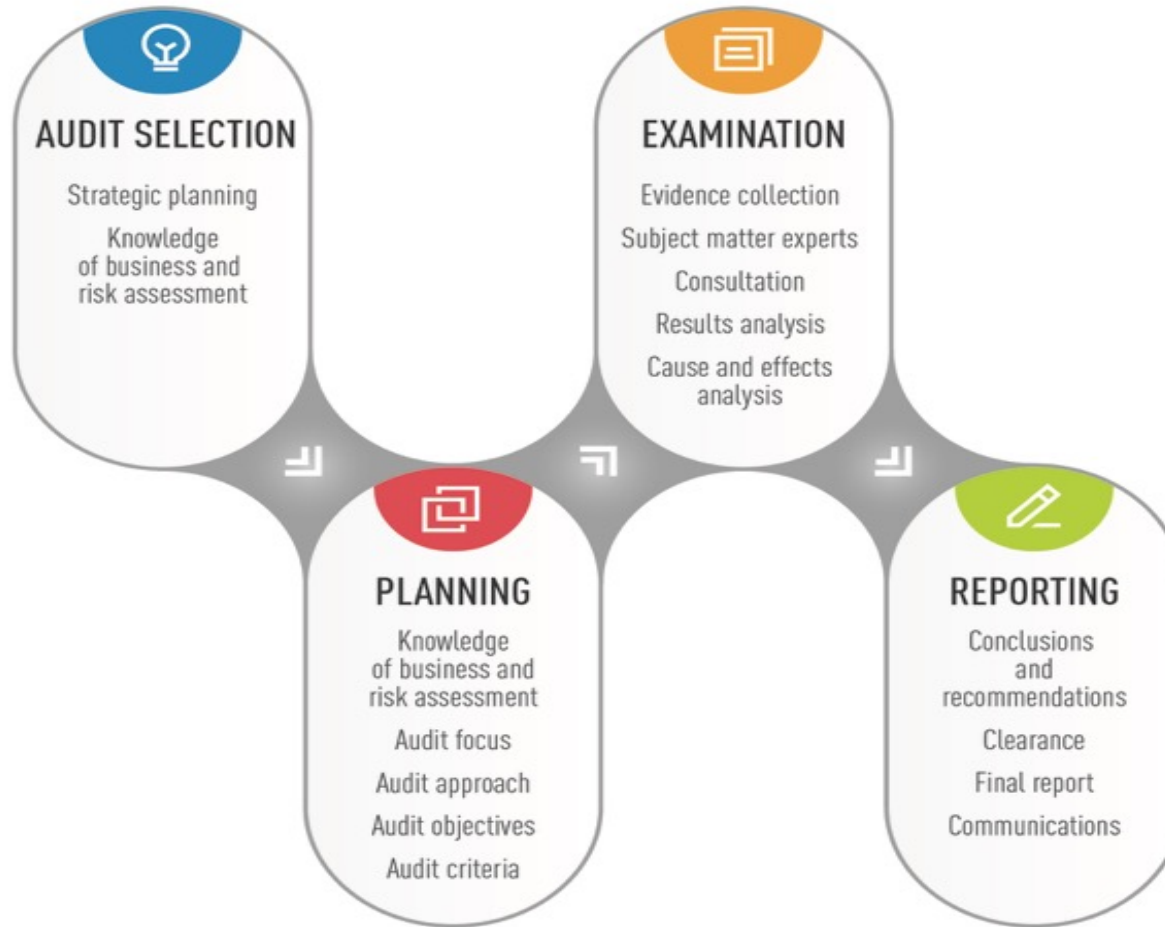 AUDIT SELECTION
Strategic planning
Knowledge
of business and
risk assessment
PLANNING
Knowledge
of business and
risk assessment
Audit focus
Audit approach
Audit objectives
Audit criteria
EXAMINATION
Evidence collection
Subject matter experts
Consultation
Results analysis
Cause and effects
analysis
REPORTING
Conclusions
and
recommendations
Clearance
Final report
Communications